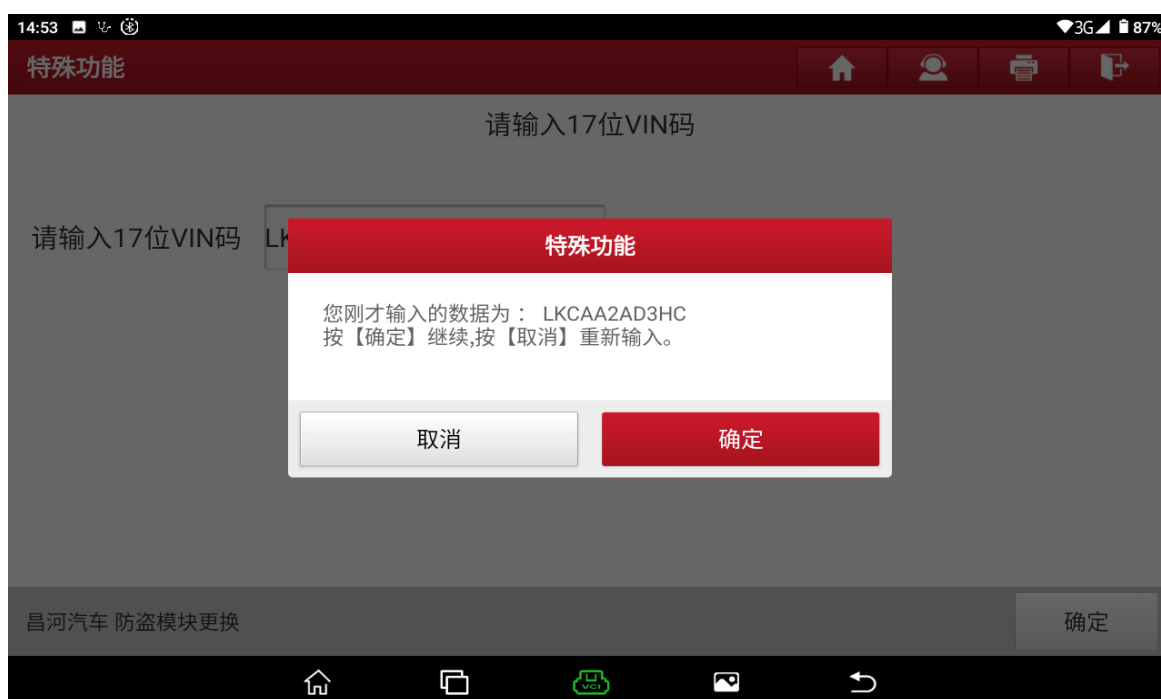 14:53
3G 87%
特殊功能
请输入17位VIN码
请输入17位VIN码 LK
特殊功能
您刚才输入的数据为： LKCAA2AD3HC
按【确定】继续,按【取消】重新输入。
取消 确定
昌河汽车 防盗模块更换 确定
VCI